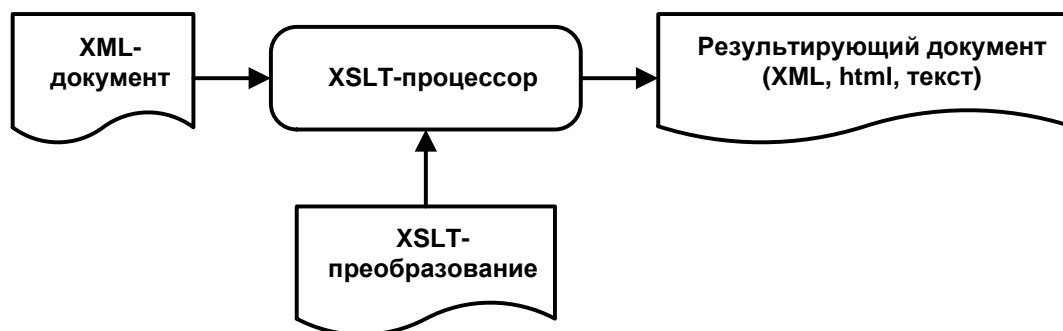 XML-
документ
XSLT-процессор
Результирующий документ
(XML, html, текст)
XSLT-
преобразование